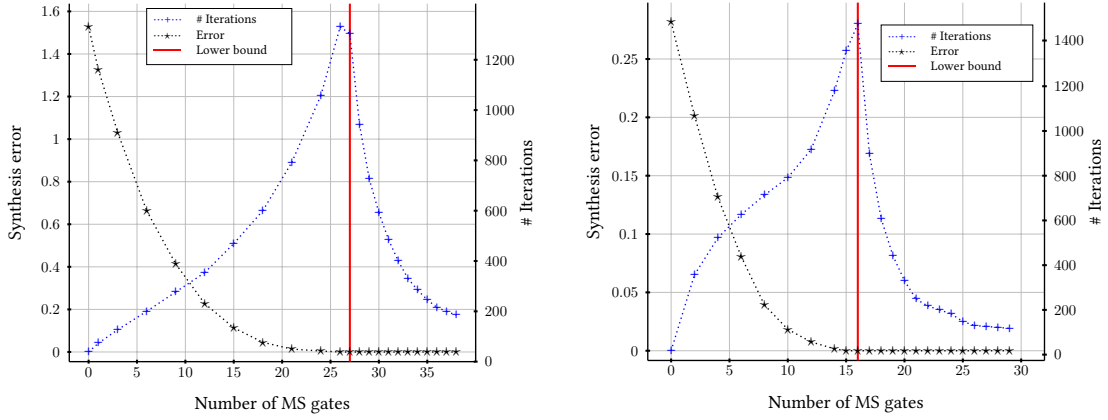 1.6
1.4
1.2
1
0.8
0.6
0.4
0.2
0
Synthesis error
# Iterations
Error
Lower bound
1200
1000
800
600
400
200
0
# Iterations
0 5 10 15 20 25 30 35
Number of MS gates
0.25
0.2
0.15
0.1
0.05
0
Synthesis error
# Iterations
Error
Lower bound
1400
1200
1000
800
600
400
200
0
# Iterations
0 5 10 15 20 25 30
Number of MS gates